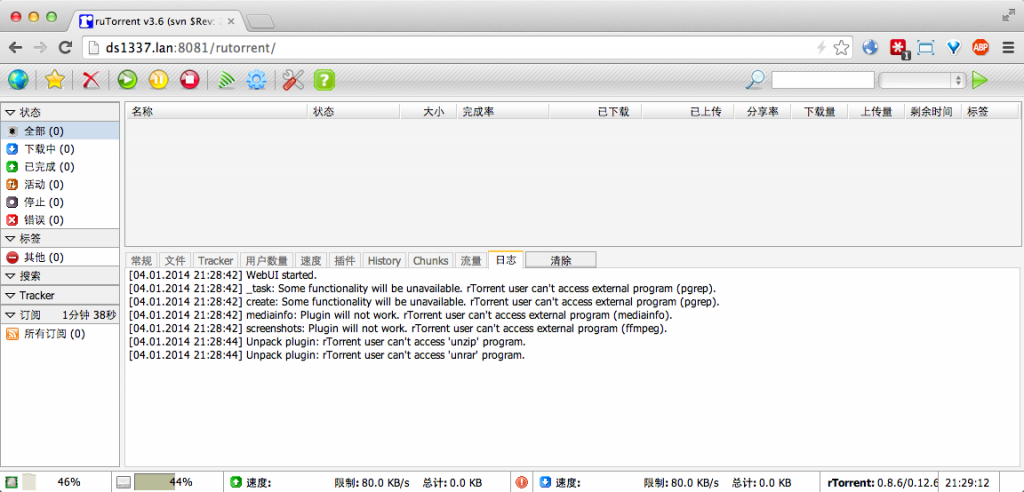 ruTorrent v3.6 (svn $Rev:
ds1337.lan:8081/rutorrent/
1
ABP
状态
全部 (0)
下载中 (0)
已完成 (0)
活动 (0)
停止 (0)
错误 (0)
标签
其他 (0)
搜索
Tracker
订阅 1分钟 38秒
所有订阅 (0)
名称 状态 大小 完成率 已下载 已上传 分享率 下载量 上传量 剩余时间 标签
常规 文件 Tracker 用户数量 速度 插件 History Chunks 流量 日志 清除
[04.01.2014 21:28:42] WebUI started.
[04.01.2014 21:28:42] _task: Some functionality will be unavailable. rTorrent user can't access external program (pgrep).
[04.01.2014 21:28:42] create: Some functionality will be unavailable. rTorrent user can't access external program (pgrep).
[04.01.2014 21:28:42] mediainfo: Plugin will not work. rTorrent user can't access external program (mediainfo).
[04.01.2014 21:28:42] screenshots: Plugin will not work. rTorrent user can't access external program (ffmpeg).
[04.01.2014 21:28:44] Unpack plugin: rTorrent user can't access 'unzip' program.
[04.01.2014 21:28:44] Unpack plugin: rTorrent user can't access 'unrar' program.
46% 44% 速度: 限制: 80.0 KB/s 总计: 0.0 KB 速度: 限制: 80.0 KB/s 总计: 0.0 KB rTorrent: 0.8.6/0.12.6 21:29:12